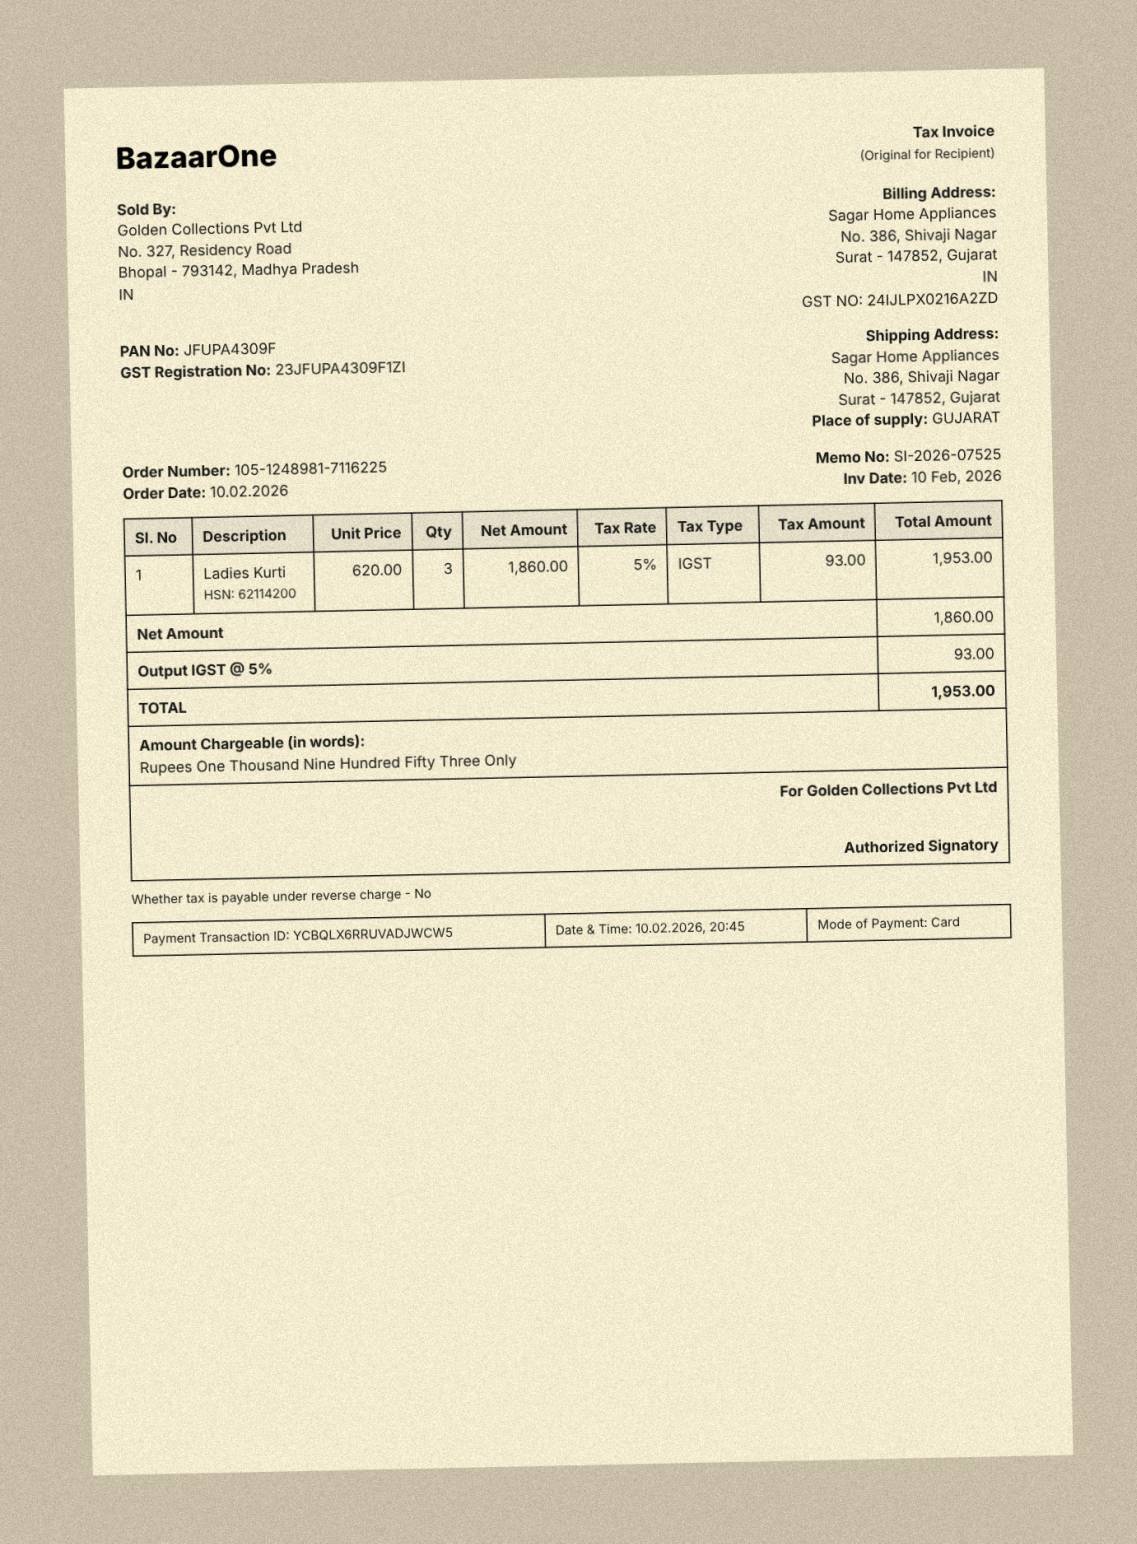 BazaarOne
Tax Invoice
(Original for Recipient)
Sold By:
Golden Collections Pvt Ltd
No. 327, Residency Road
Bhopal - 793142, Madhya Pradesh
IN
PAN No: JFUPA4309F
GST Registration No: 23JFUPA4309F1ZI
Billing Address:
Sagar Home Appliances
No. 386, Shivaji Nagar
Surat - 147852, Gujarat
IN
GST NO: 24IJLPX0216A2ZD
Shipping Address:
Sagar Home Appliances
No. 386, Shivaji Nagar
Surat - 147852, Gujarat
Place of supply: GUJARAT
Order Number: 105-1248981-7116225
Order Date: 10.02.2026
Memo No: SI-2026-07525
Inv Date: 10 Feb, 2026
Sl. No Description Unit Price Qty Net Amount Tax Rate Tax Type Tax Amount Total Amount
1 Ladies Kurti 620.00 3 1,860.00 5% IGST 93.00 1,953.00
HSN: 62114200
Net Amount 1,860.00
Output IGST @ 5% 93.00
TOTAL 1,953.00
Amount Chargeable (in words):
Rupees One Thousand Nine Hundred Fifty Three Only
For Golden Collections Pvt Ltd
Authorized Signatory
Whether tax is payable under reverse charge - No
Payment Transaction ID: YCBQLX6RRUVADJWCW5 Date & Time: 10.02.2026, 20:45 Mode of Payment: Card